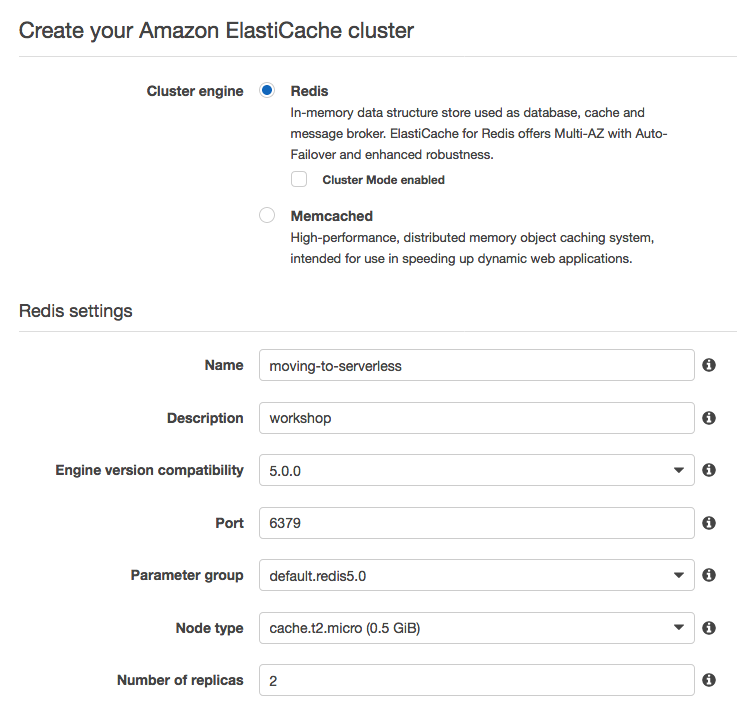 Create your Amazon ElastiCache cluster
Cluster engine
Redis
In-memory data structure store used as database, cache and
message broker. ElastiCache for Redis offers Multi-AZ with Auto-
Failover and enhanced robustness.
Cluster Mode enabled
Memcached
High-performance, distributed memory object caching system,
intended for use in speeding up dynamic web applications.
Redis settings
Name moving-to-serverless
Description workshop
Engine version compatibility 5.0.0
Port 6379
Parameter group default.redis5.0
Node type cache.t2.micro (0.5 GiB)
Number of replicas 2